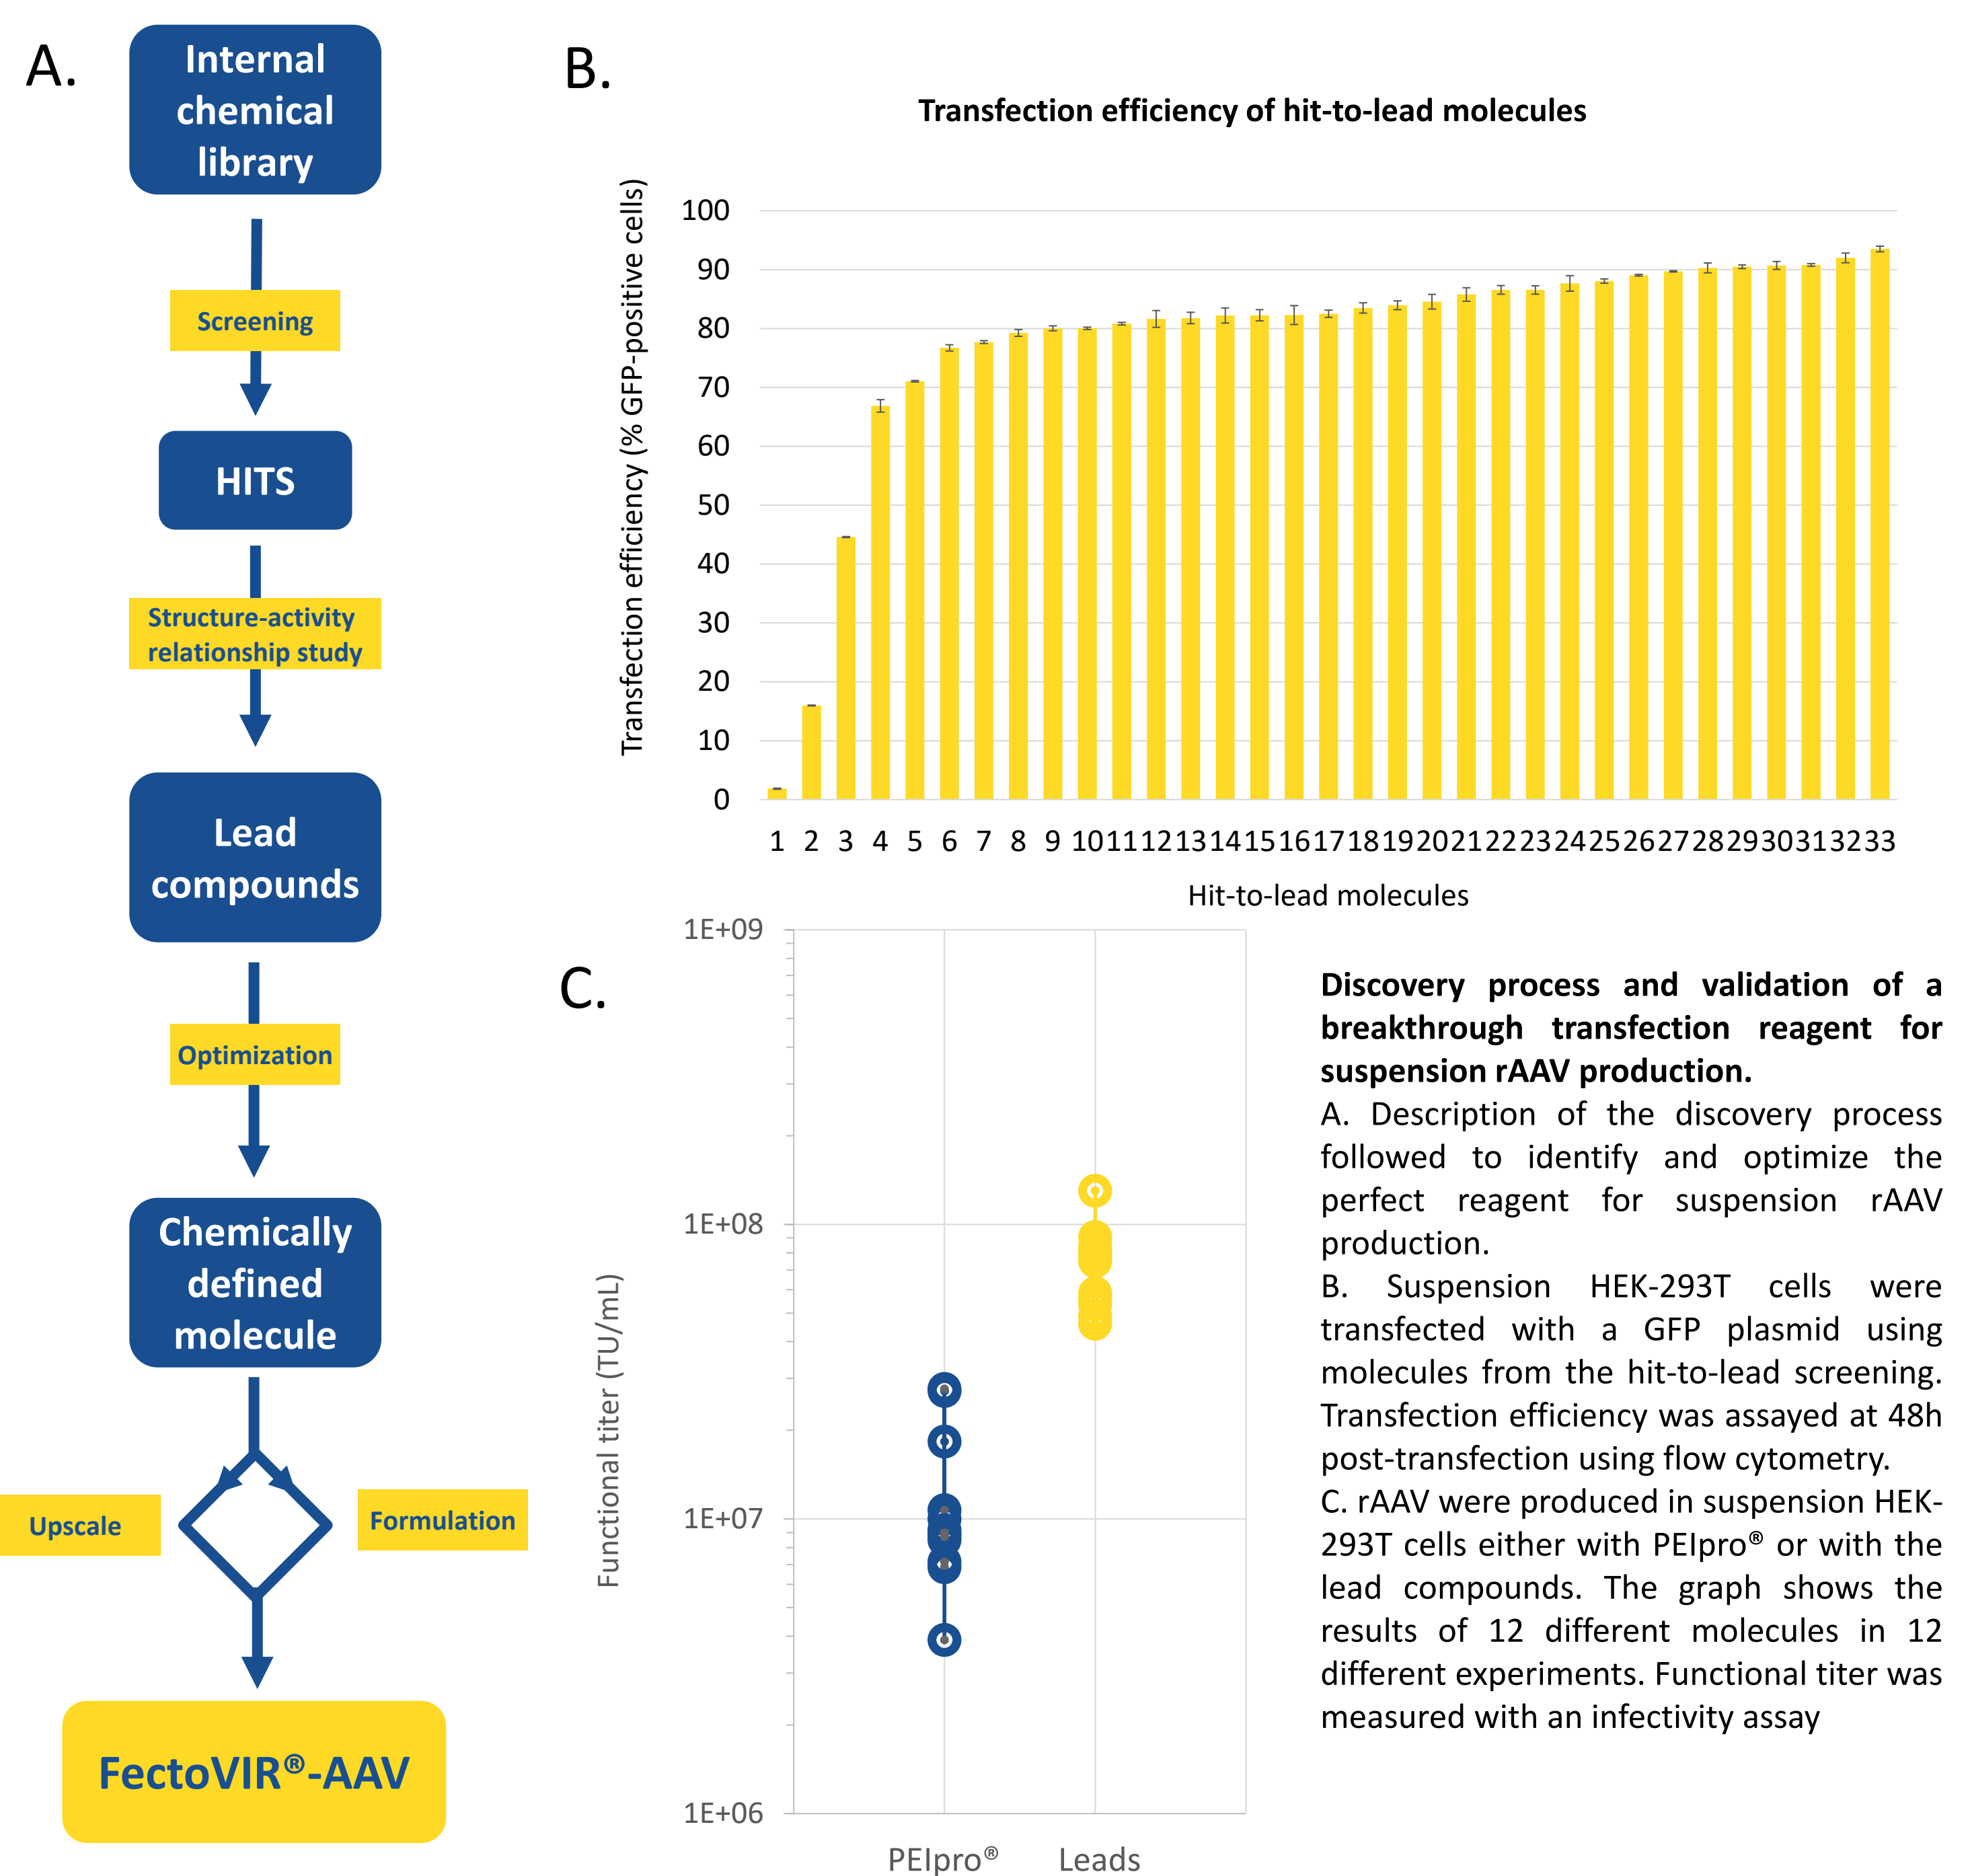 A.
Internal
chemical
library
Screening
HITS
Structure-activity
relationship study
Lead
compounds
Optimization
Chemically
defined
molecule
Upscale
Formulation
FectoVIR®-AAV
B.
Transfection efficiency of hit-to-lead molecules
Transfection efficiency (% GFP-positive cells)
100
90
80
70
60
50
40
30
20
10
0
1 2 3 4 5 6 7 8 9 10 11 12 13 14 15 16 17 18 19 20 21 22 23 24 25 26 27 28 29 30 31 32 33
Hit-to-lead molecules
C.
Functional titer (TU/mL)
1E+09
1E+08
1E+07
1E+06
PEIpro® Leads
Discovery process and validation of a
breakthrough transfection reagent for
suspension rAAV production.
A. Description of the discovery process
followed to identify and optimize the
perfect reagent for suspension rAAV
production.
B. Suspension HEK-293T cells were
transfected with a GFP plasmid using
molecules from the hit-to-lead screening.
Transfection efficiency was assayed at 48h
post-transfection using flow cytometry.
C. rAAV were produced in suspension HEK-
293T cells either with PEIpro® or with the
lead compounds. The graph shows the
results of 12 different molecules in 12
different experiments. Functional titer was
measured with an infectivity assay